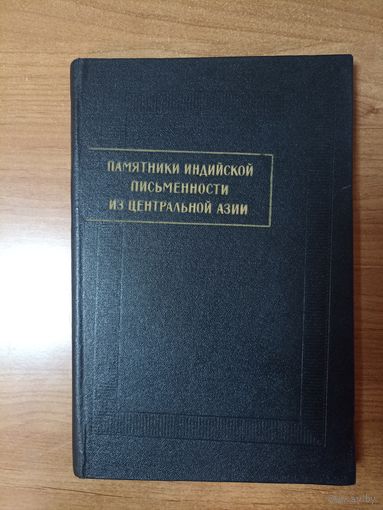 ПАМЯТНИКИ ИНДИЙСКОЙ
ПИСЬМЕННОСТИ
ИЗ ЦЕНТРАЛЬНОЙ АЗИИ